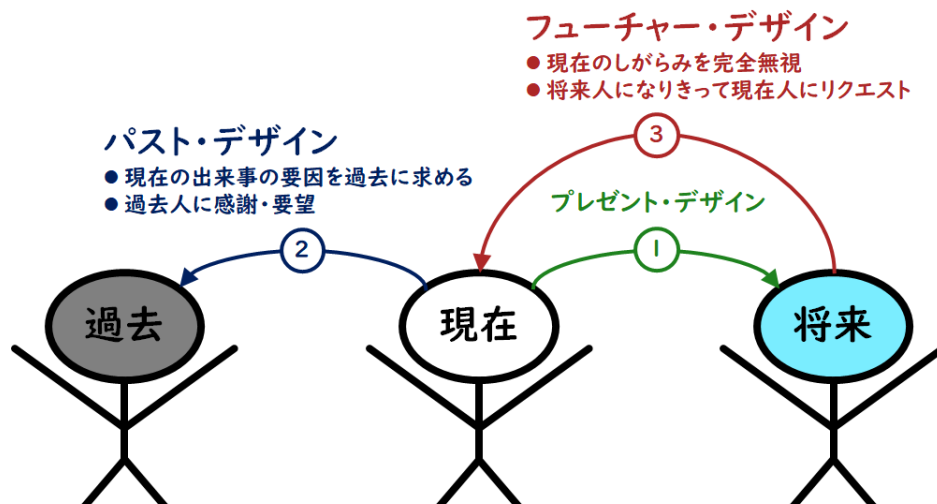 フューチャー・デザイン
● 現在のしがらみを完全無視
● 将来人になりきって現在人にリクエスト
3
パスト・デザイン
● 現在の出来事の要因を過去に求める
● 過去人に感謝・要望
2
プレゼント・デザイン
1
過去
現在
将来